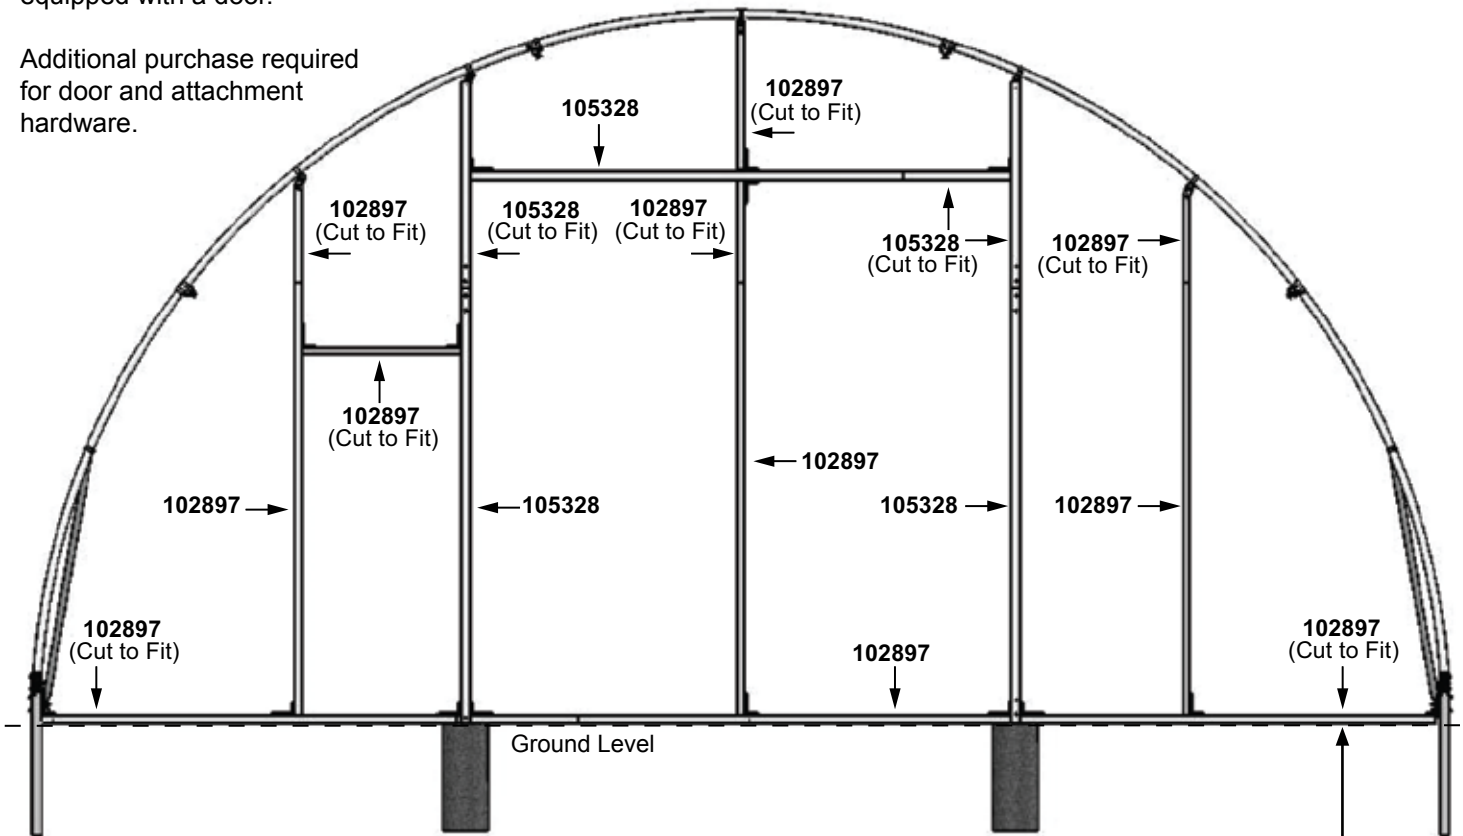 equipped with a door.
Additional purchase required
for door and attachment
hardware.
105328
102897
(Cut to Fit)
102897
(Cut to Fit)
105328
(Cut to Fit)
102897
(Cut to Fit)
105328
(Cut to Fit)
102897
(Cut to Fit)
102897
(Cut to Fit)
102897
102897
105328
105328
102897
102897
(Cut to Fit)
102897
102897
(Cut to Fit)
Ground Level